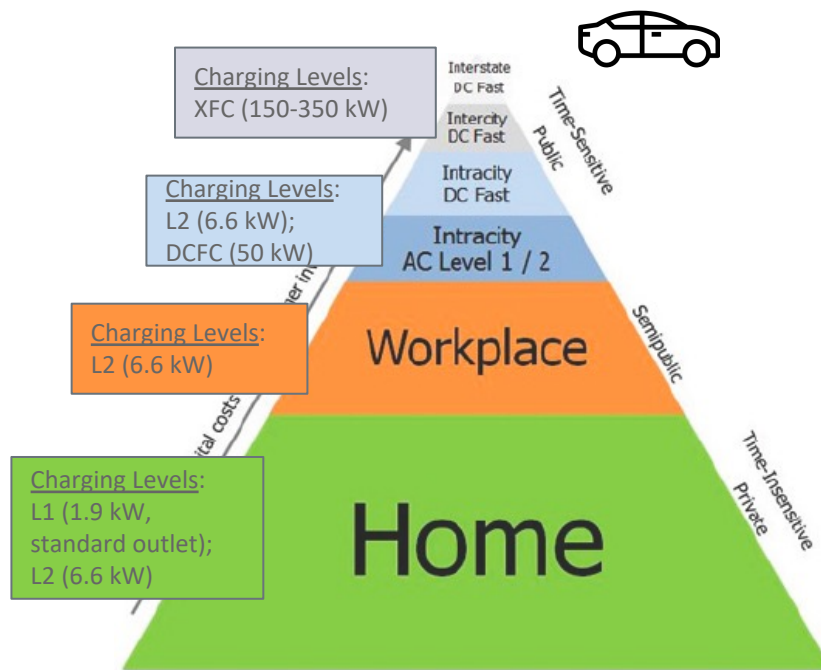 Charging Levels:
XFC (150-350 kW)
Interstate
DC Fast
Intercity
DC Fast
Time-Sensitive
Public
Charging Levels:
L2 (6.6 kW);
DCFC (50 kW)
Intracity
DC Fast
Intracity
AC Level 1 / 2
Charging Levels:
L2 (6.6 kW)
Workplace
Semipublic
costs
Charging Levels:
L1 (1.9 kW,
standard outlet);
L2 (6.6 kW)
Home
Time-Insensitive
Private